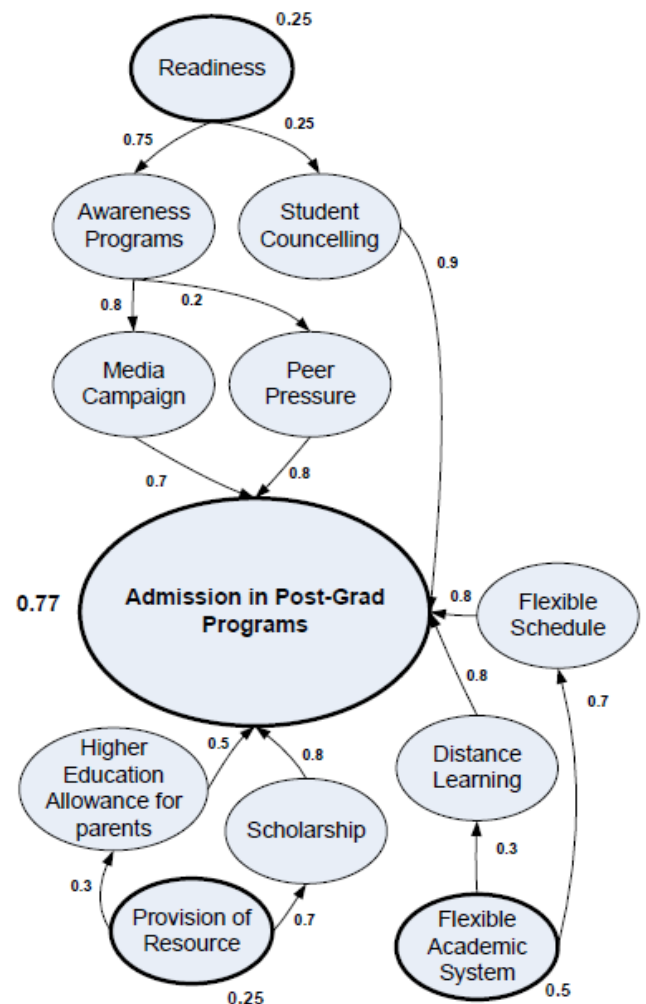 0.25
Readiness
0.75
0.25
Awareness
Programs
Student
Councelling
0.9
0.8
0.2
Media
Campaign
Peer
Pressure
0.7
0.8
0.77
Admission in Post-Grad
Programs
0.8
Flexible
Schedule
0.8
0.7
Higher
Education
Allowance for
parents
0.5
0.8
Scholarship
Distance
Learning
0.3
0.7
0.3
Provision of
Resource
0.25
Flexible
Academic
System
0.5